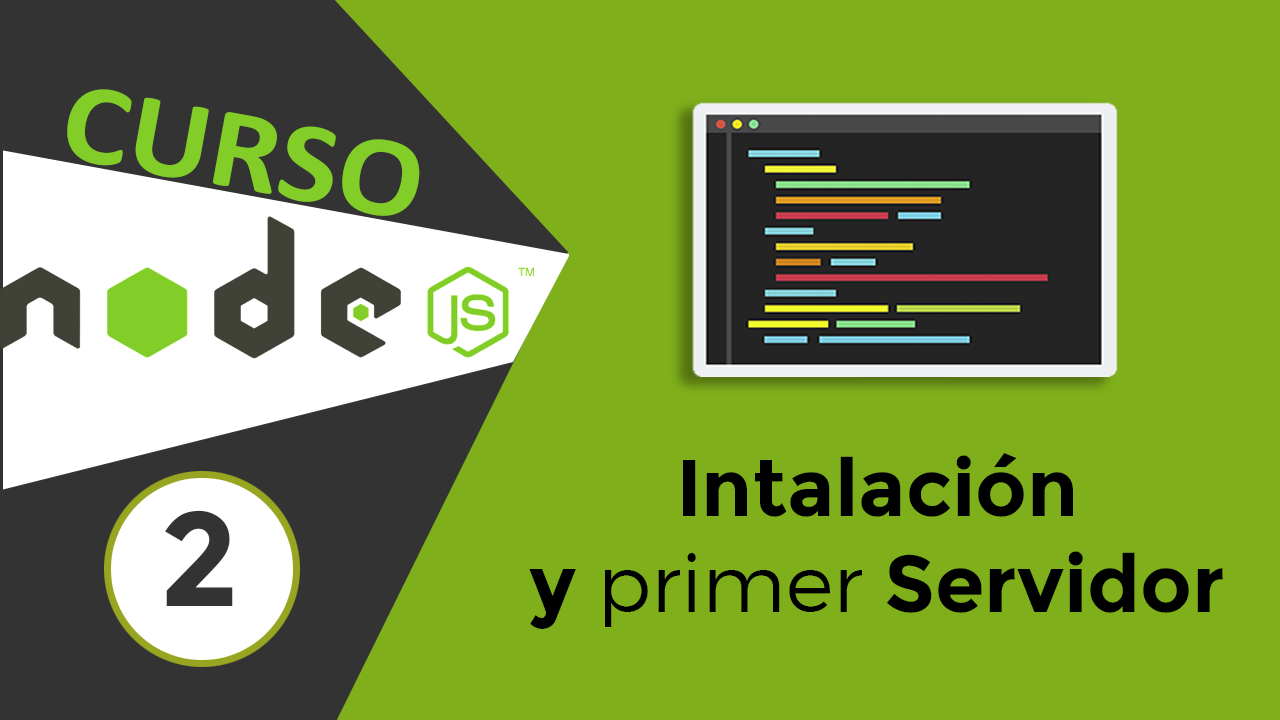 CURSO
node JS ™
2
Intalación
y primer Servidor